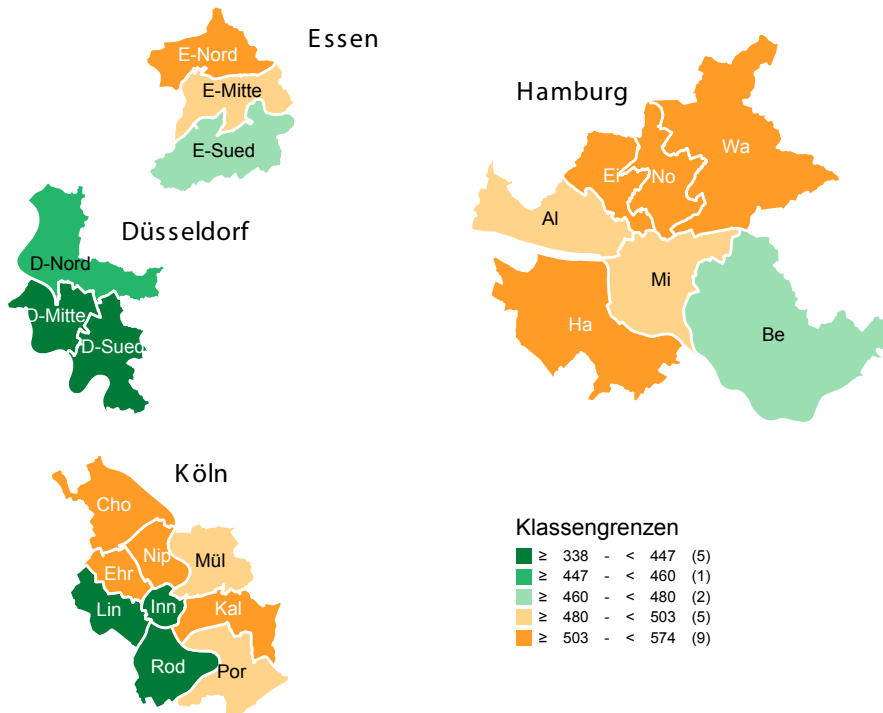 Essen
E-Nord
E-Mitte
E-Sued
Hamburg
Wa
Ei
No
Al
Mi
Ha
Be
Düsseldorf
D-Nord
D-Mitte
D-Sued
Köln
Cho
Nip
Mül
Ehr
Lin
Inn
Kal
Rod
Por
Klassengrenzen
≥ 338 - < 447 (5)
≥ 447 - < 460 (1)
≥ 460 - < 480 (2)
≥ 480 - < 503 (5)
≥ 503 - < 574 (9)